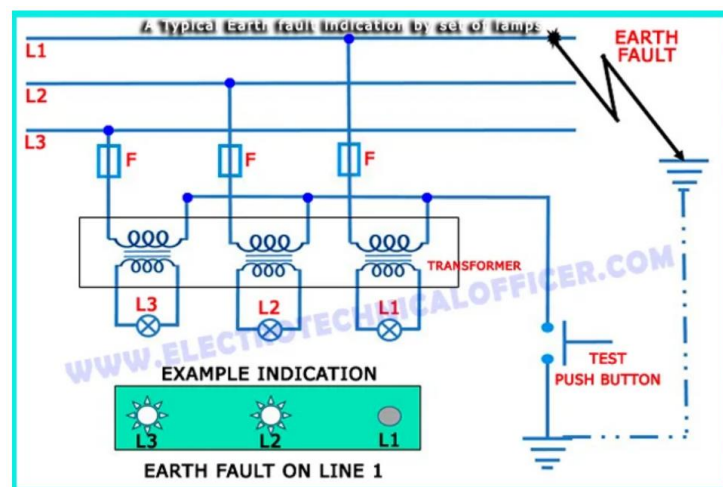 A Typical Earth fault indication by set of lamps
L1
EARTH
FAULT
L2
L3
F F F
TRANSFORMER
L3 L2 L1
WWW.ELECTROTECHNICALOFFICER.COM
TEST
PUSH BUTTON
EXAMPLE INDICATION
L3 L2 L1
EARTH FAULT ON LINE 1